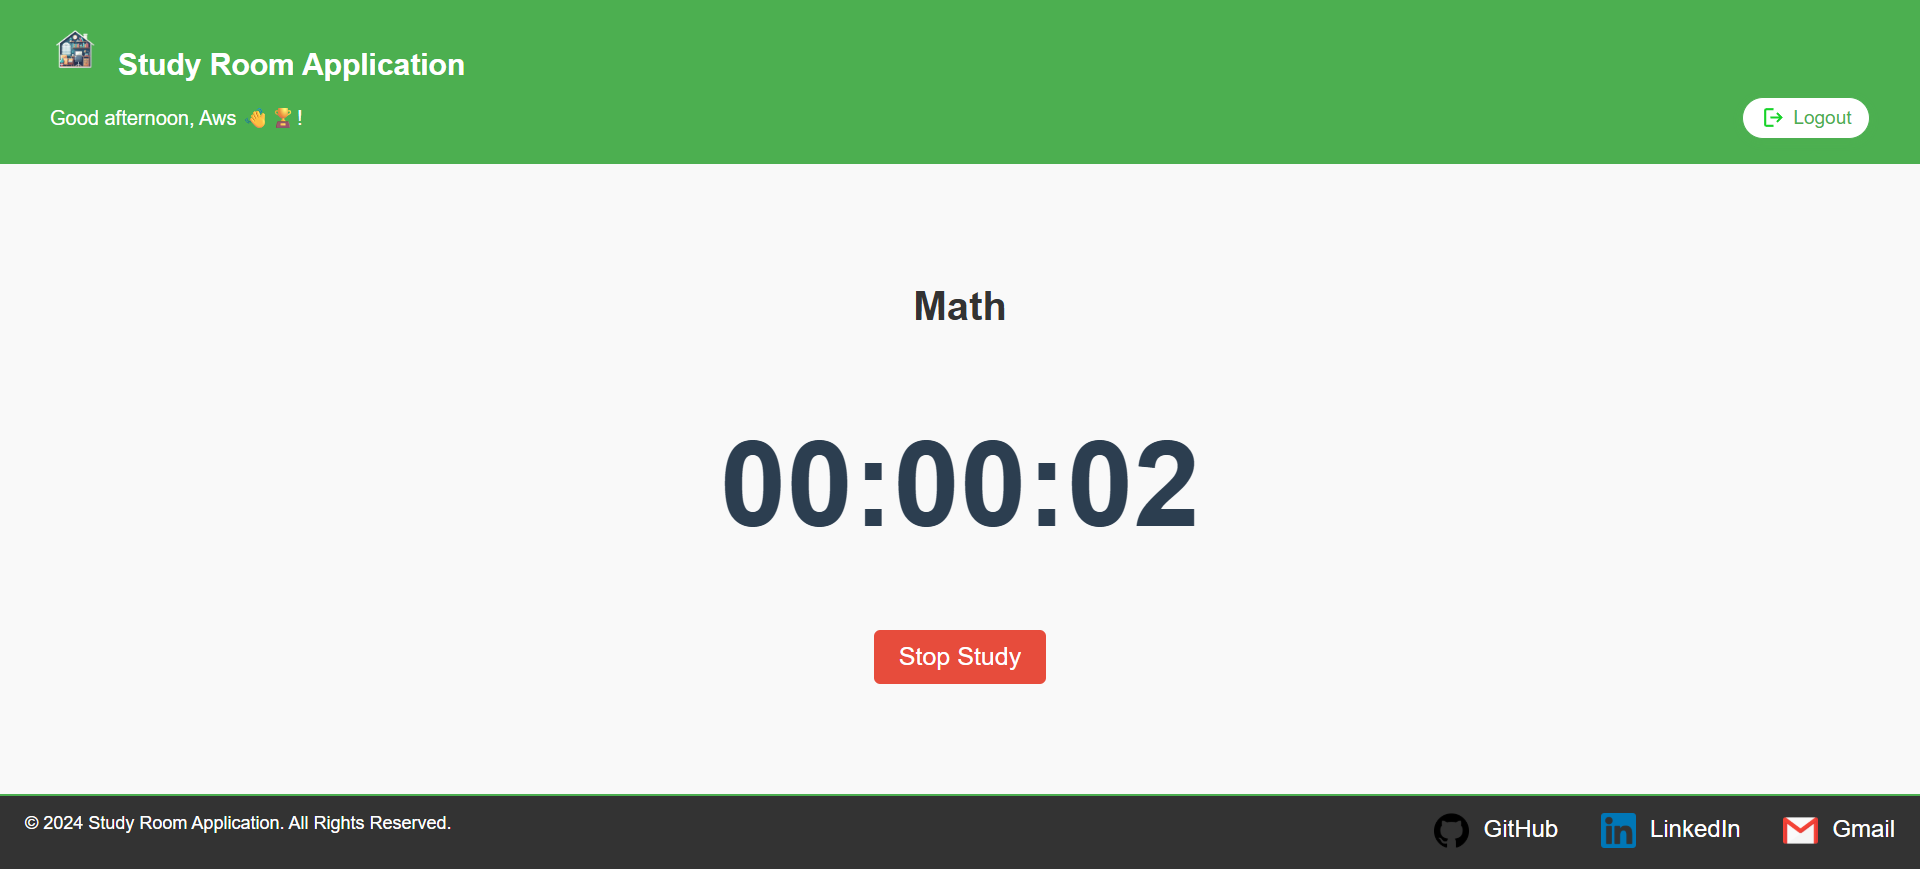 Study Room Application
Good afternoon, Aws 👋🏆!
Logout
Math
00:00:02
Stop Study
© 2024 Study Room Application. All Rights Reserved.
GitHub
LinkedIn
Gmail